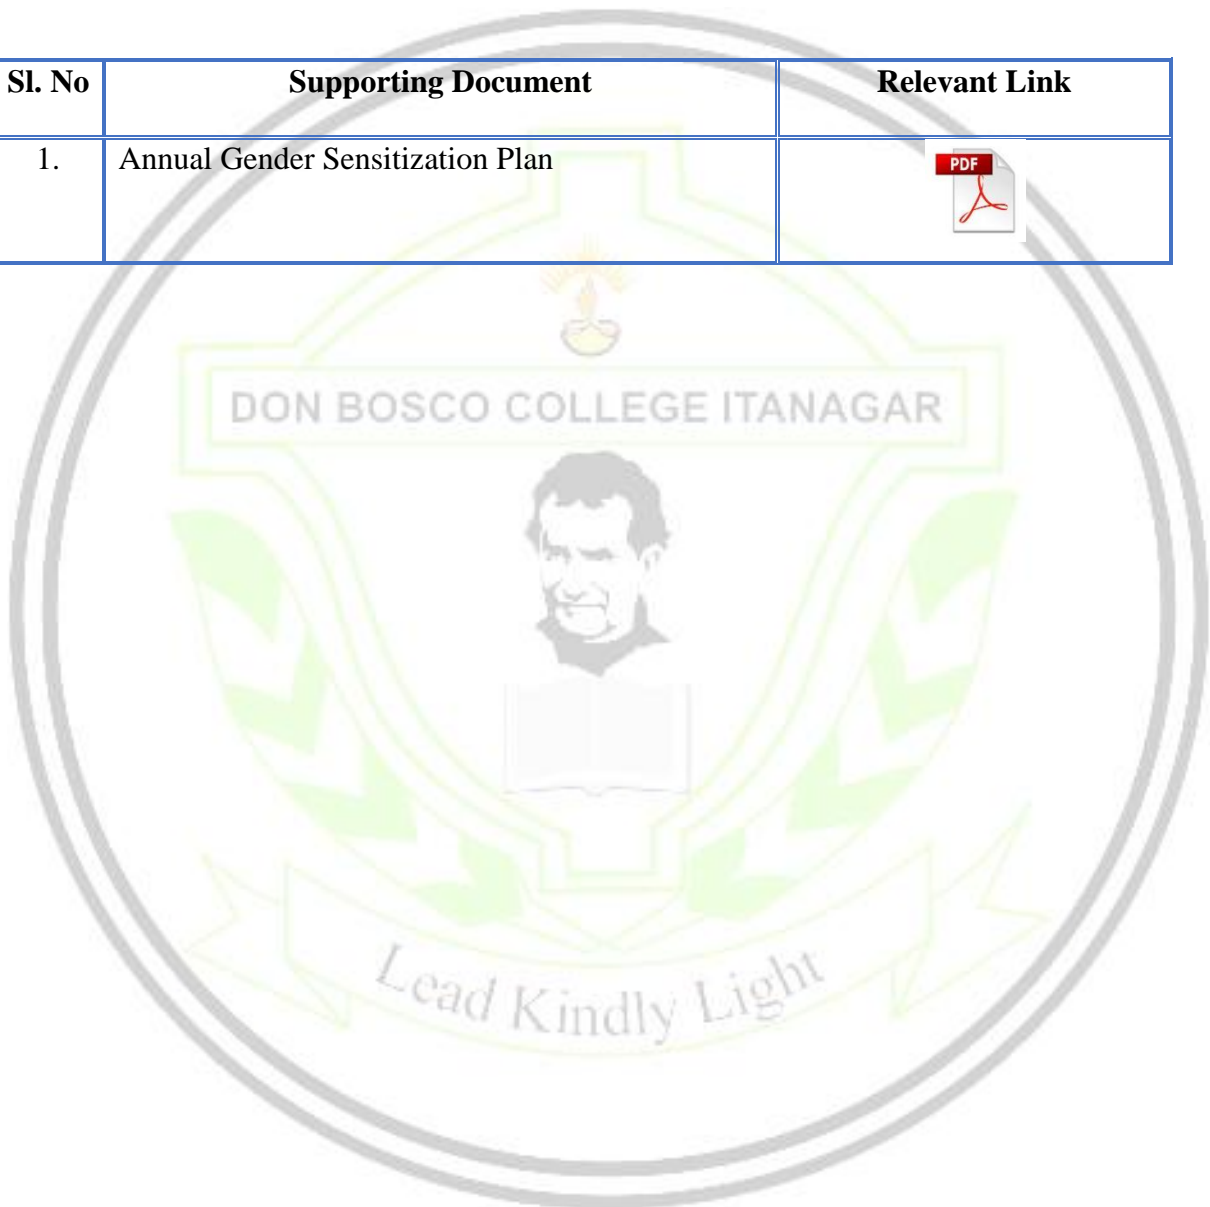 Sl. No Supporting Document Relevant Link
1. Annual Gender Sensitization Plan PDF
DON BOSCO COLLEGE ITANAGAR
Lead Kindly Light